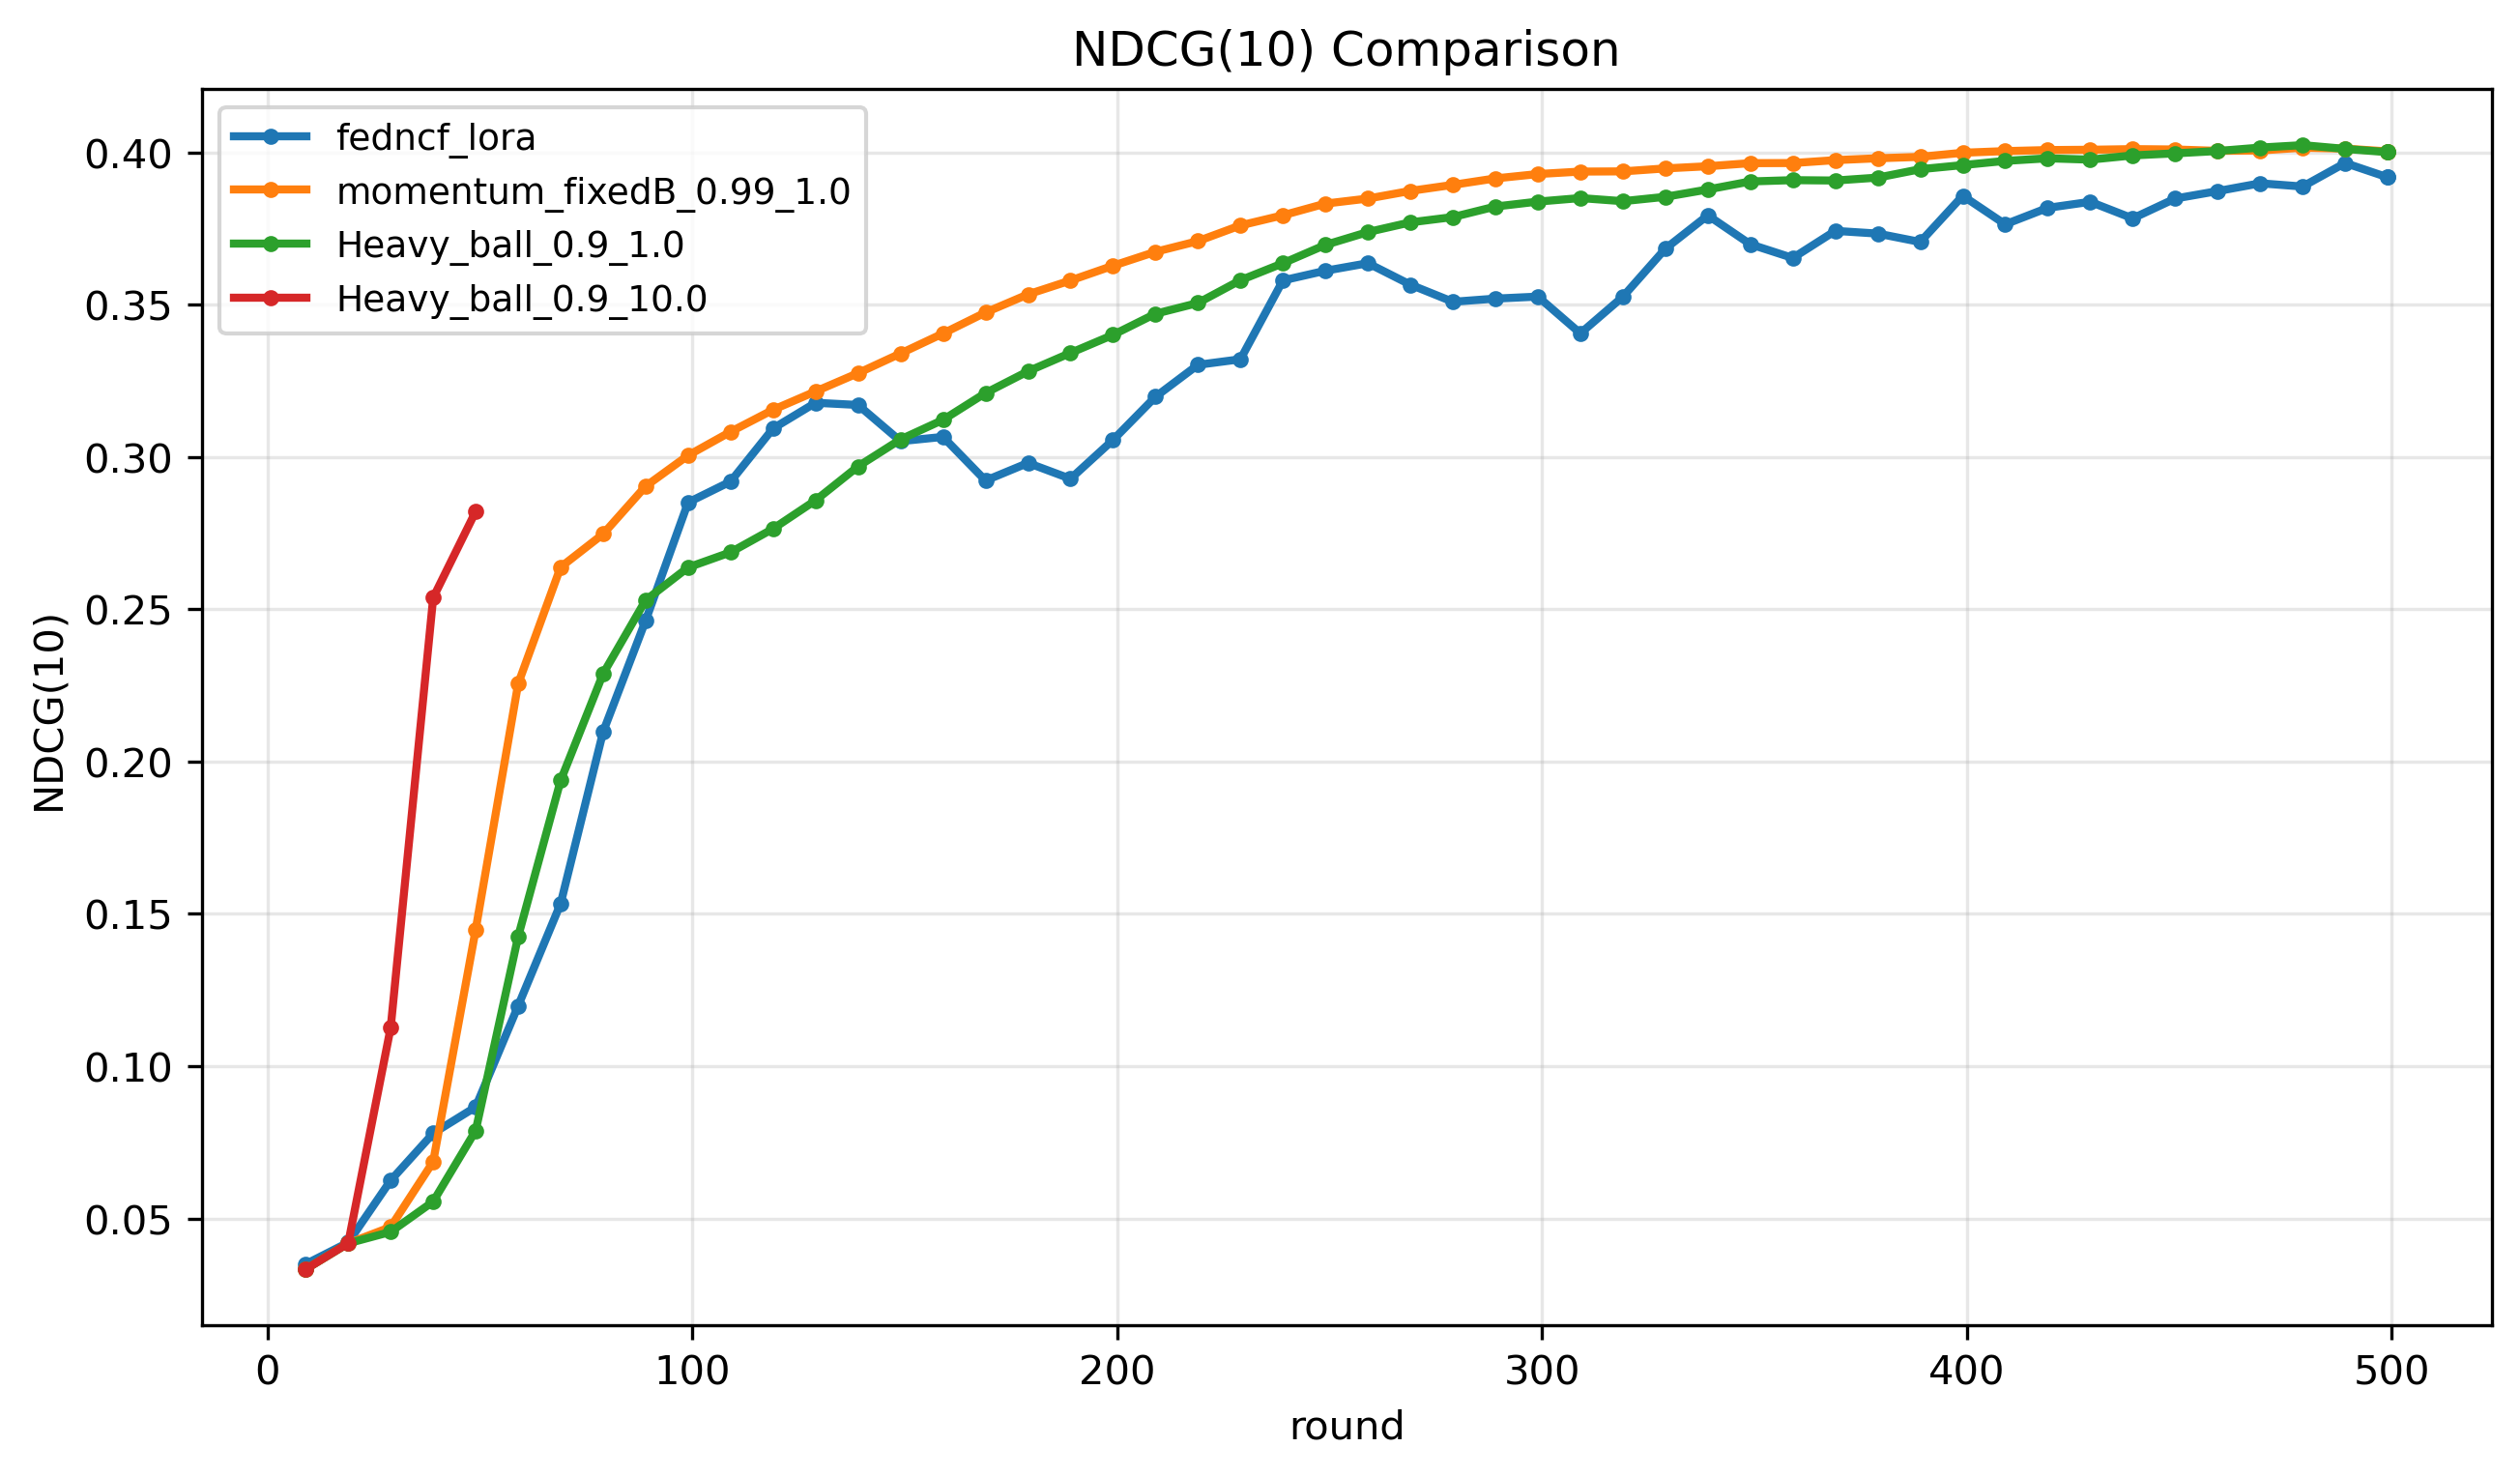 NDCG(10) Comparison
fedncf_lora
momentum_fixedB_0.99_1.0
Heavy_ball_0.9_1.0
Heavy_ball_0.9_10.0
NDCG(10)
0.40
0.35
0.30
0.25
0.20
0.15
0.10
0.05
0 100 200 300 400 500
round